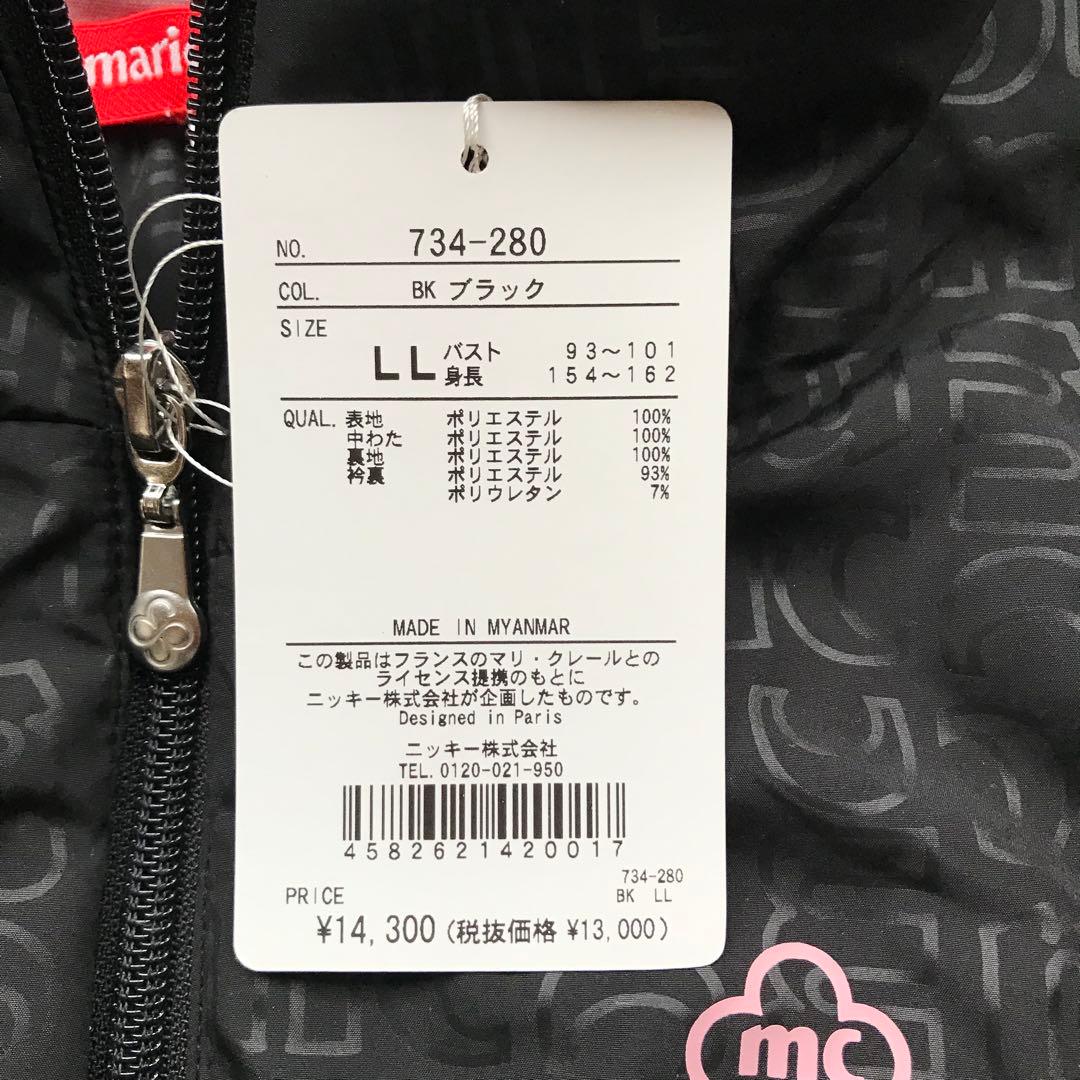 marie
NO. 734-280
COL. BK ブラック
SIZE
LL バスト 93～101
身長 154～162
QUAL. 表地 ポリエステル 100%
中わた ポリエステル 100%
裏地 ポリエステル 100%
衿裏 ポリエステル 93%
ポリウレタン 7%
MADE IN MYANMAR
この製品はフランスのマリ・クレールとの
ライセンス提携のもとに
ニッキー株式会社が企画したものです。
Designed in Paris
ニッキー株式会社
TEL. 0120-021-950
4582621420017
734-280
PRICE BK LL
¥14,300 (税抜価格 ¥13,000)
mc